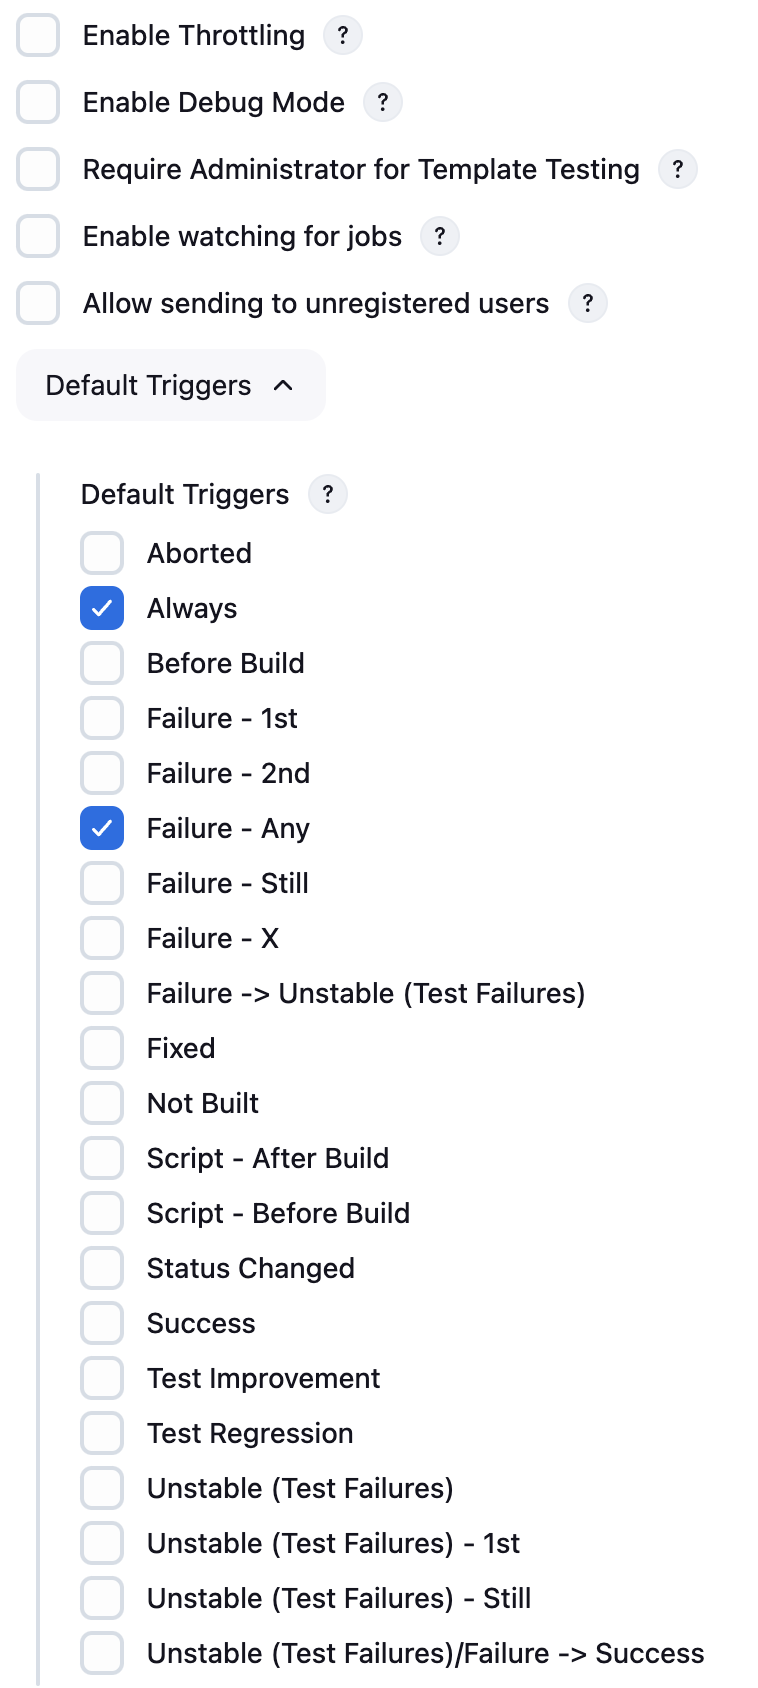 Enable Throttling ?
Enable Debug Mode ?
Require Administrator for Template Testing ?
Enable watching for jobs ?
Allow sending to unregistered users ?
Default Triggers
Default Triggers ?
Aborted
Always
Before Build
Failure - 1st
Failure - 2nd
Failure - Any
Failure - Still
Failure - X
Failure -> Unstable (Test Failures)
Fixed
Not Built
Script - After Build
Script - Before Build
Status Changed
Success
Test Improvement
Test Regression
Unstable (Test Failures)
Unstable (Test Failures) - 1st
Unstable (Test Failures) - Still
Unstable (Test Failures)/Failure -> Success